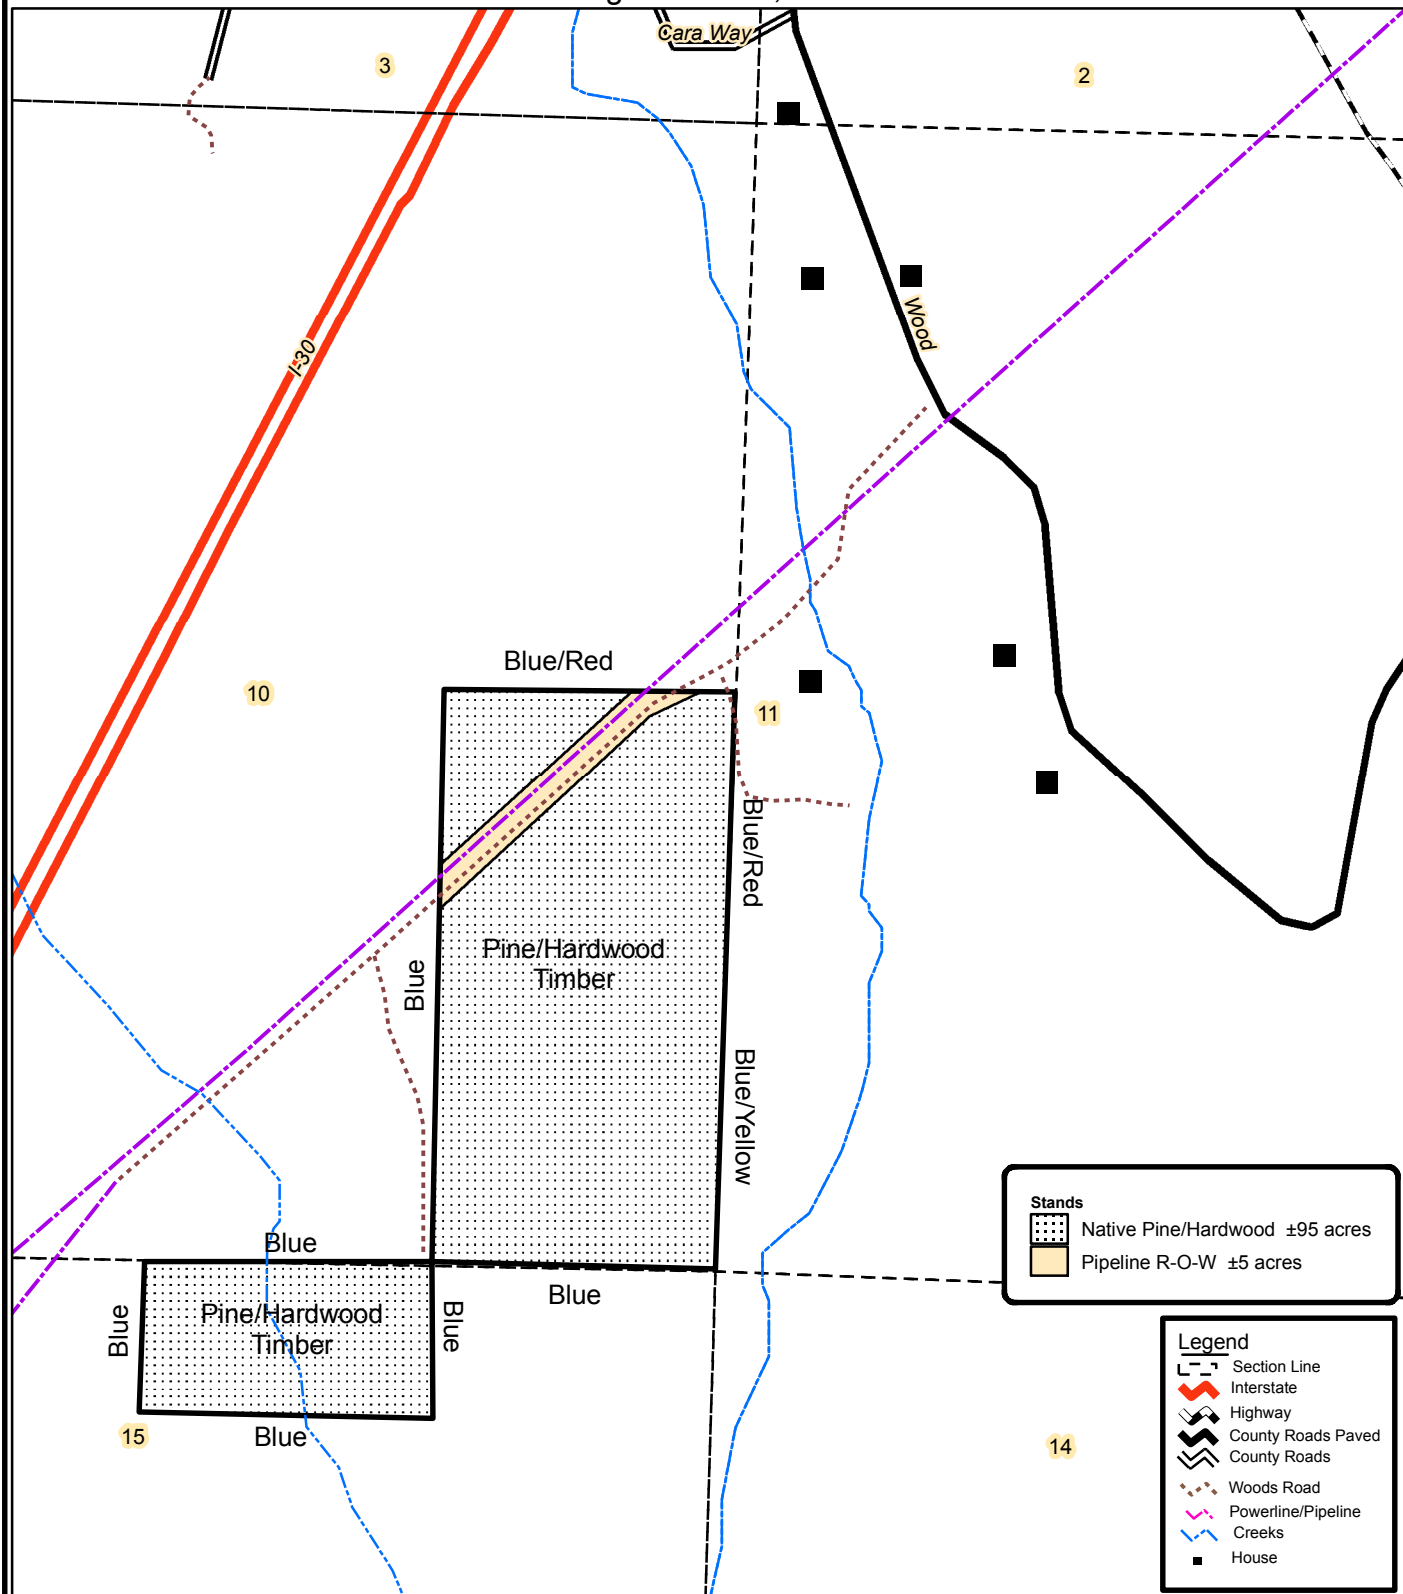 Cara Way
3
2
I-30
Wood
Blue/Red
10
11
Blue/Red
Pine/Hardwood
Timber
Blue
Blue/Yellow
Blue
Blue
Pine/Hardwood
Timber
Blue
Blue
Blue
15
14
Stands
Native Pine/Hardwood ±95 acres
Pipeline R-O-W ±5 acres
Legend
Section Line
Interstate
Highway
County Roads Paved
County Roads
Woods Road
Powerline/Pipeline
Creeks
House